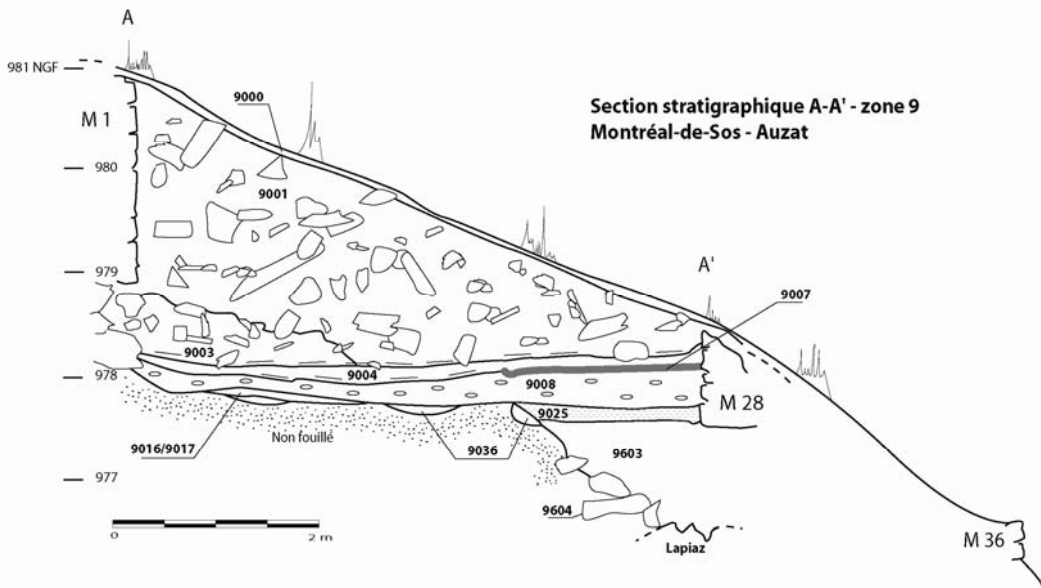 A
981 NGF
M 1
9000
Section stratigraphique A-A' - zone 9
Montréal-de-Sos - Auzat
980
9001
979
A'
9007
9003
9004
978
9008
M 28
9025
Non fouillé
9016/9017
9036
9603
977
9604
0
2 m
Lapiaz
M 36